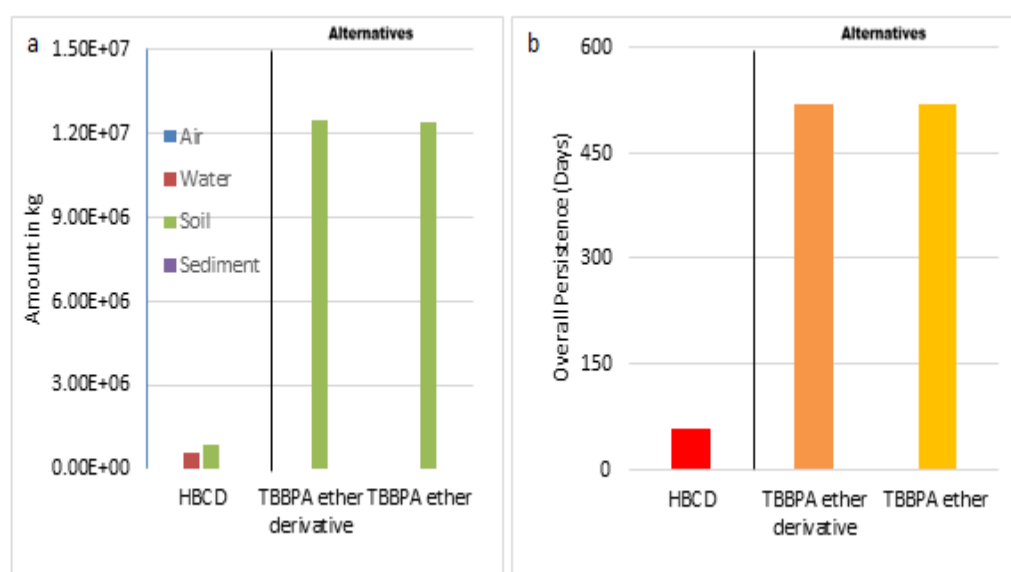 a
Alternatives
1.50E+07
1.20E+07
9.00E+06
6.00E+06
3.00E+06
0.00E+00
Amount in kg
Air
Water
Soil
Sediment
HBCD
TBBPA ether derivative
TBBPA ether
b
Alternatives
600
450
300
150
0
Overall Persistence (Days)
HBCD
TBBPA ether
derivative
TBBPA ether